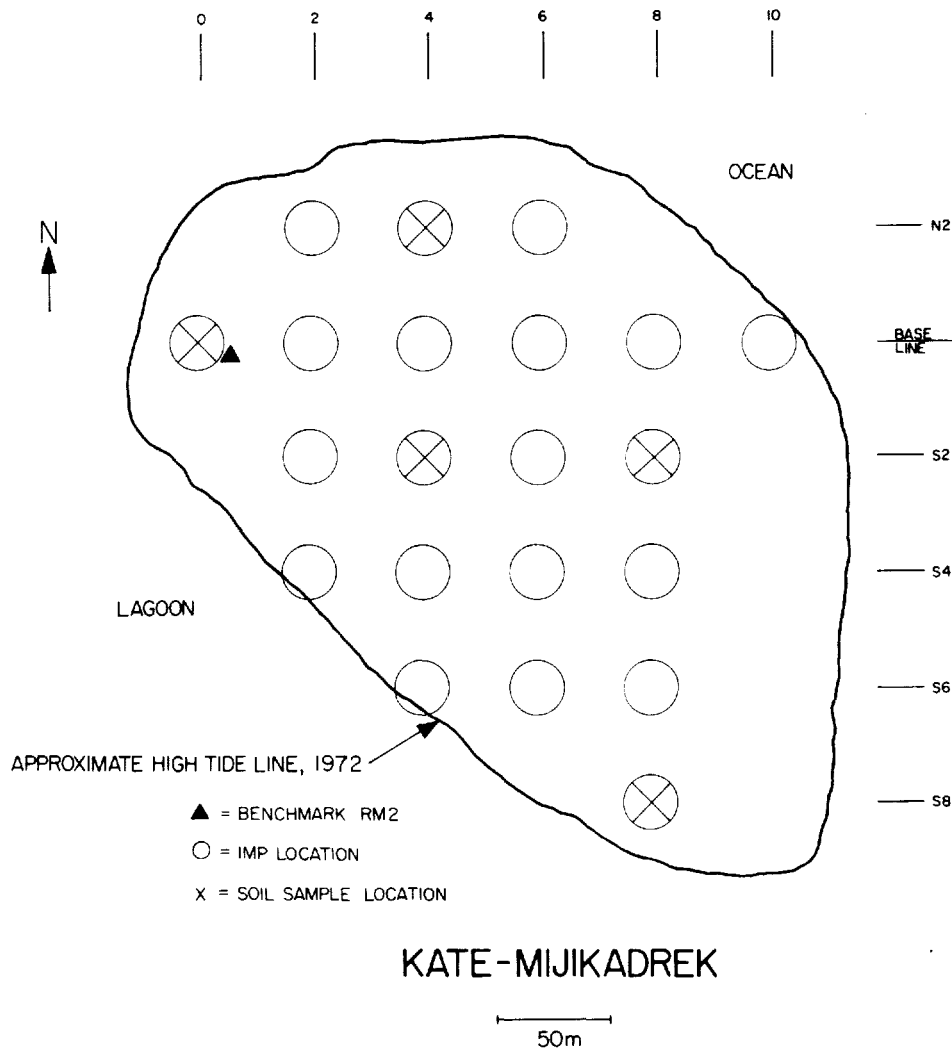 0 2 4 6 8 10
OCEAN
N2
N
BASE
LINE
S2
S4
LAGOON
S6
APPROXIMATE HIGH TIDE LINE, 1972
S8
▲ = BENCHMARK RM2
○ = IMP LOCATION
X = SOIL SAMPLE LOCATION
KATE-MIJIKADREK
50m